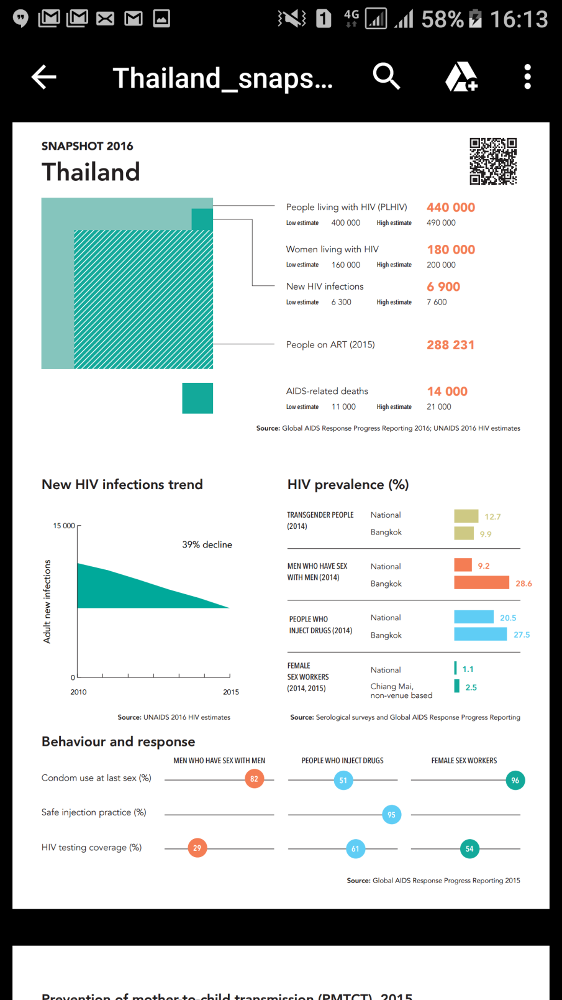 1 4G 58% 16:13
Thailand_snaps...
SNAPSHOT 2016
Thailand
People living with HIV (PLHIV) 440 000
Low estimate 400 000 High estimate 490 000
Women living with HIV 180 000
Low estimate 160 000 High estimate 200 000
New HIV infections 6 900
Low estimate 6 300 High estimate 7 600
People on ART (2015) 288 231
AIDS-related deaths 14 000
Low estimate 11 000 High estimate 21 000
Source: Global AIDS Response Progress Reporting 2016; UNAIDS 2016 HIV estimates
New HIV infections trend
15 000
39% decline
Adult new infections
0
2010 2015
Source: UNAIDS 2016 HIV estimates
HIV prevalence (%)
TRANSGENDER PEOPLE National 12.7
(2014) Bangkok 9.9
MEN WHO HAVE SEX National 9.2
WITH MEN (2014) Bangkok 28.6
PEOPLE WHO National 20.5
INJECT DRUGS (2014) Bangkok 27.5
FEMALE National 1.1
SEX WORKERS
(2014, 2015) Chiang Mai, 2.5
non-venue based
Source: Serological surveys and Global AIDS Response Progress Reporting
Behaviour and response
MEN WHO HAVE SEX WITH MEN PEOPLE WHO INJECT DRUGS FEMALE SEX WORKERS
Condom use at last sex (%) 82 51 96
Safe injection practice (%) 95
HIV testing coverage (%) 29 61 54
Source: Global AIDS Response Progress Reporting 2015
Prevention of mother-to-child transmission (PMTCT), 2015